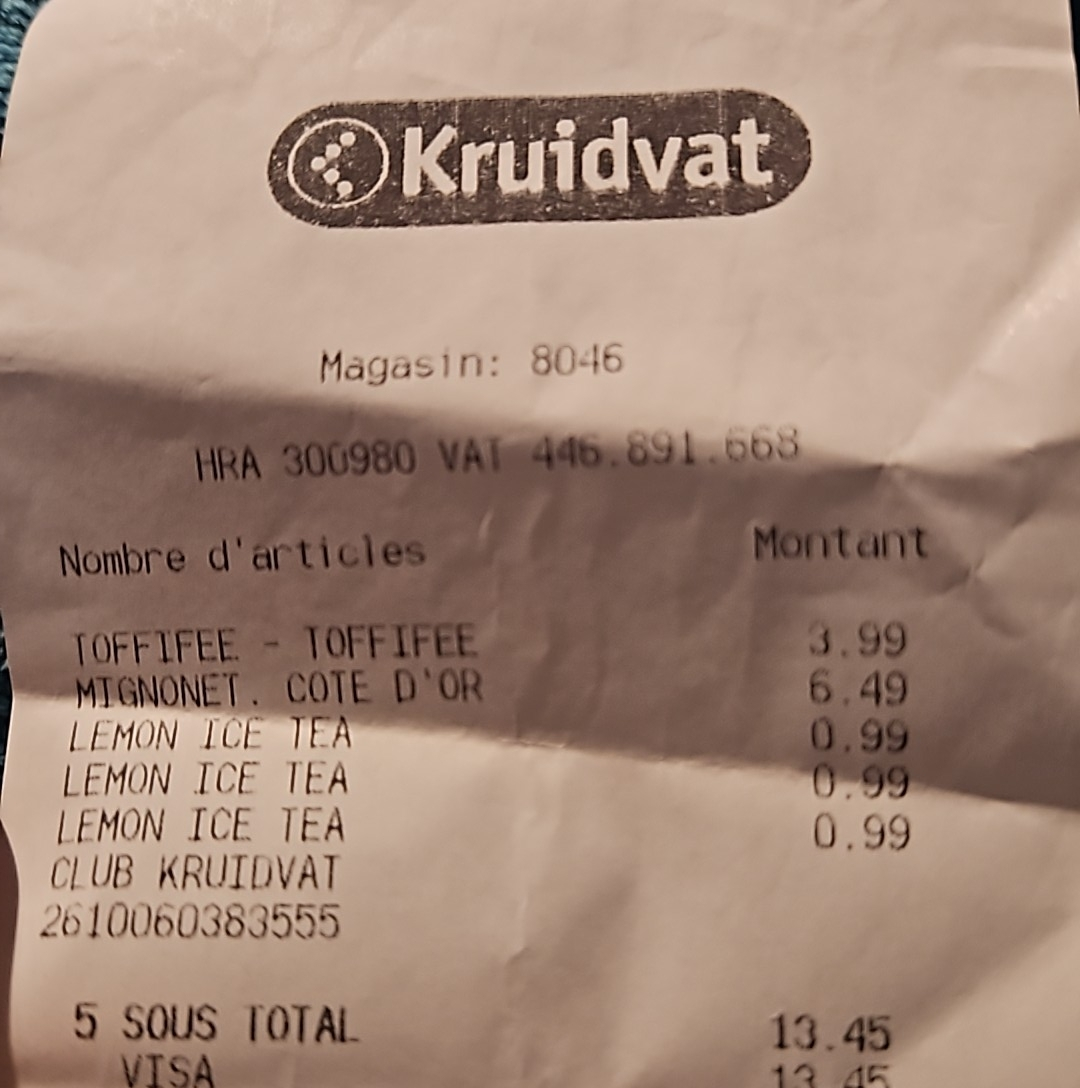 Kruidvat
Magasin: 8046
HRA 300980 VAT 446.891.668
Nombre d'articles Montant
TOFFIFEE - TOFFIFEE 3.99
MIGNONET. COTE D'OR 6.49
LEMON ICE TEA 0.99
LEMON ICE TEA 0.99
LEMON ICE TEA 0.99
CLUB KRUIDVAT
2610060383555
5 SOUS TOTAL 13.45
VISA 13.45